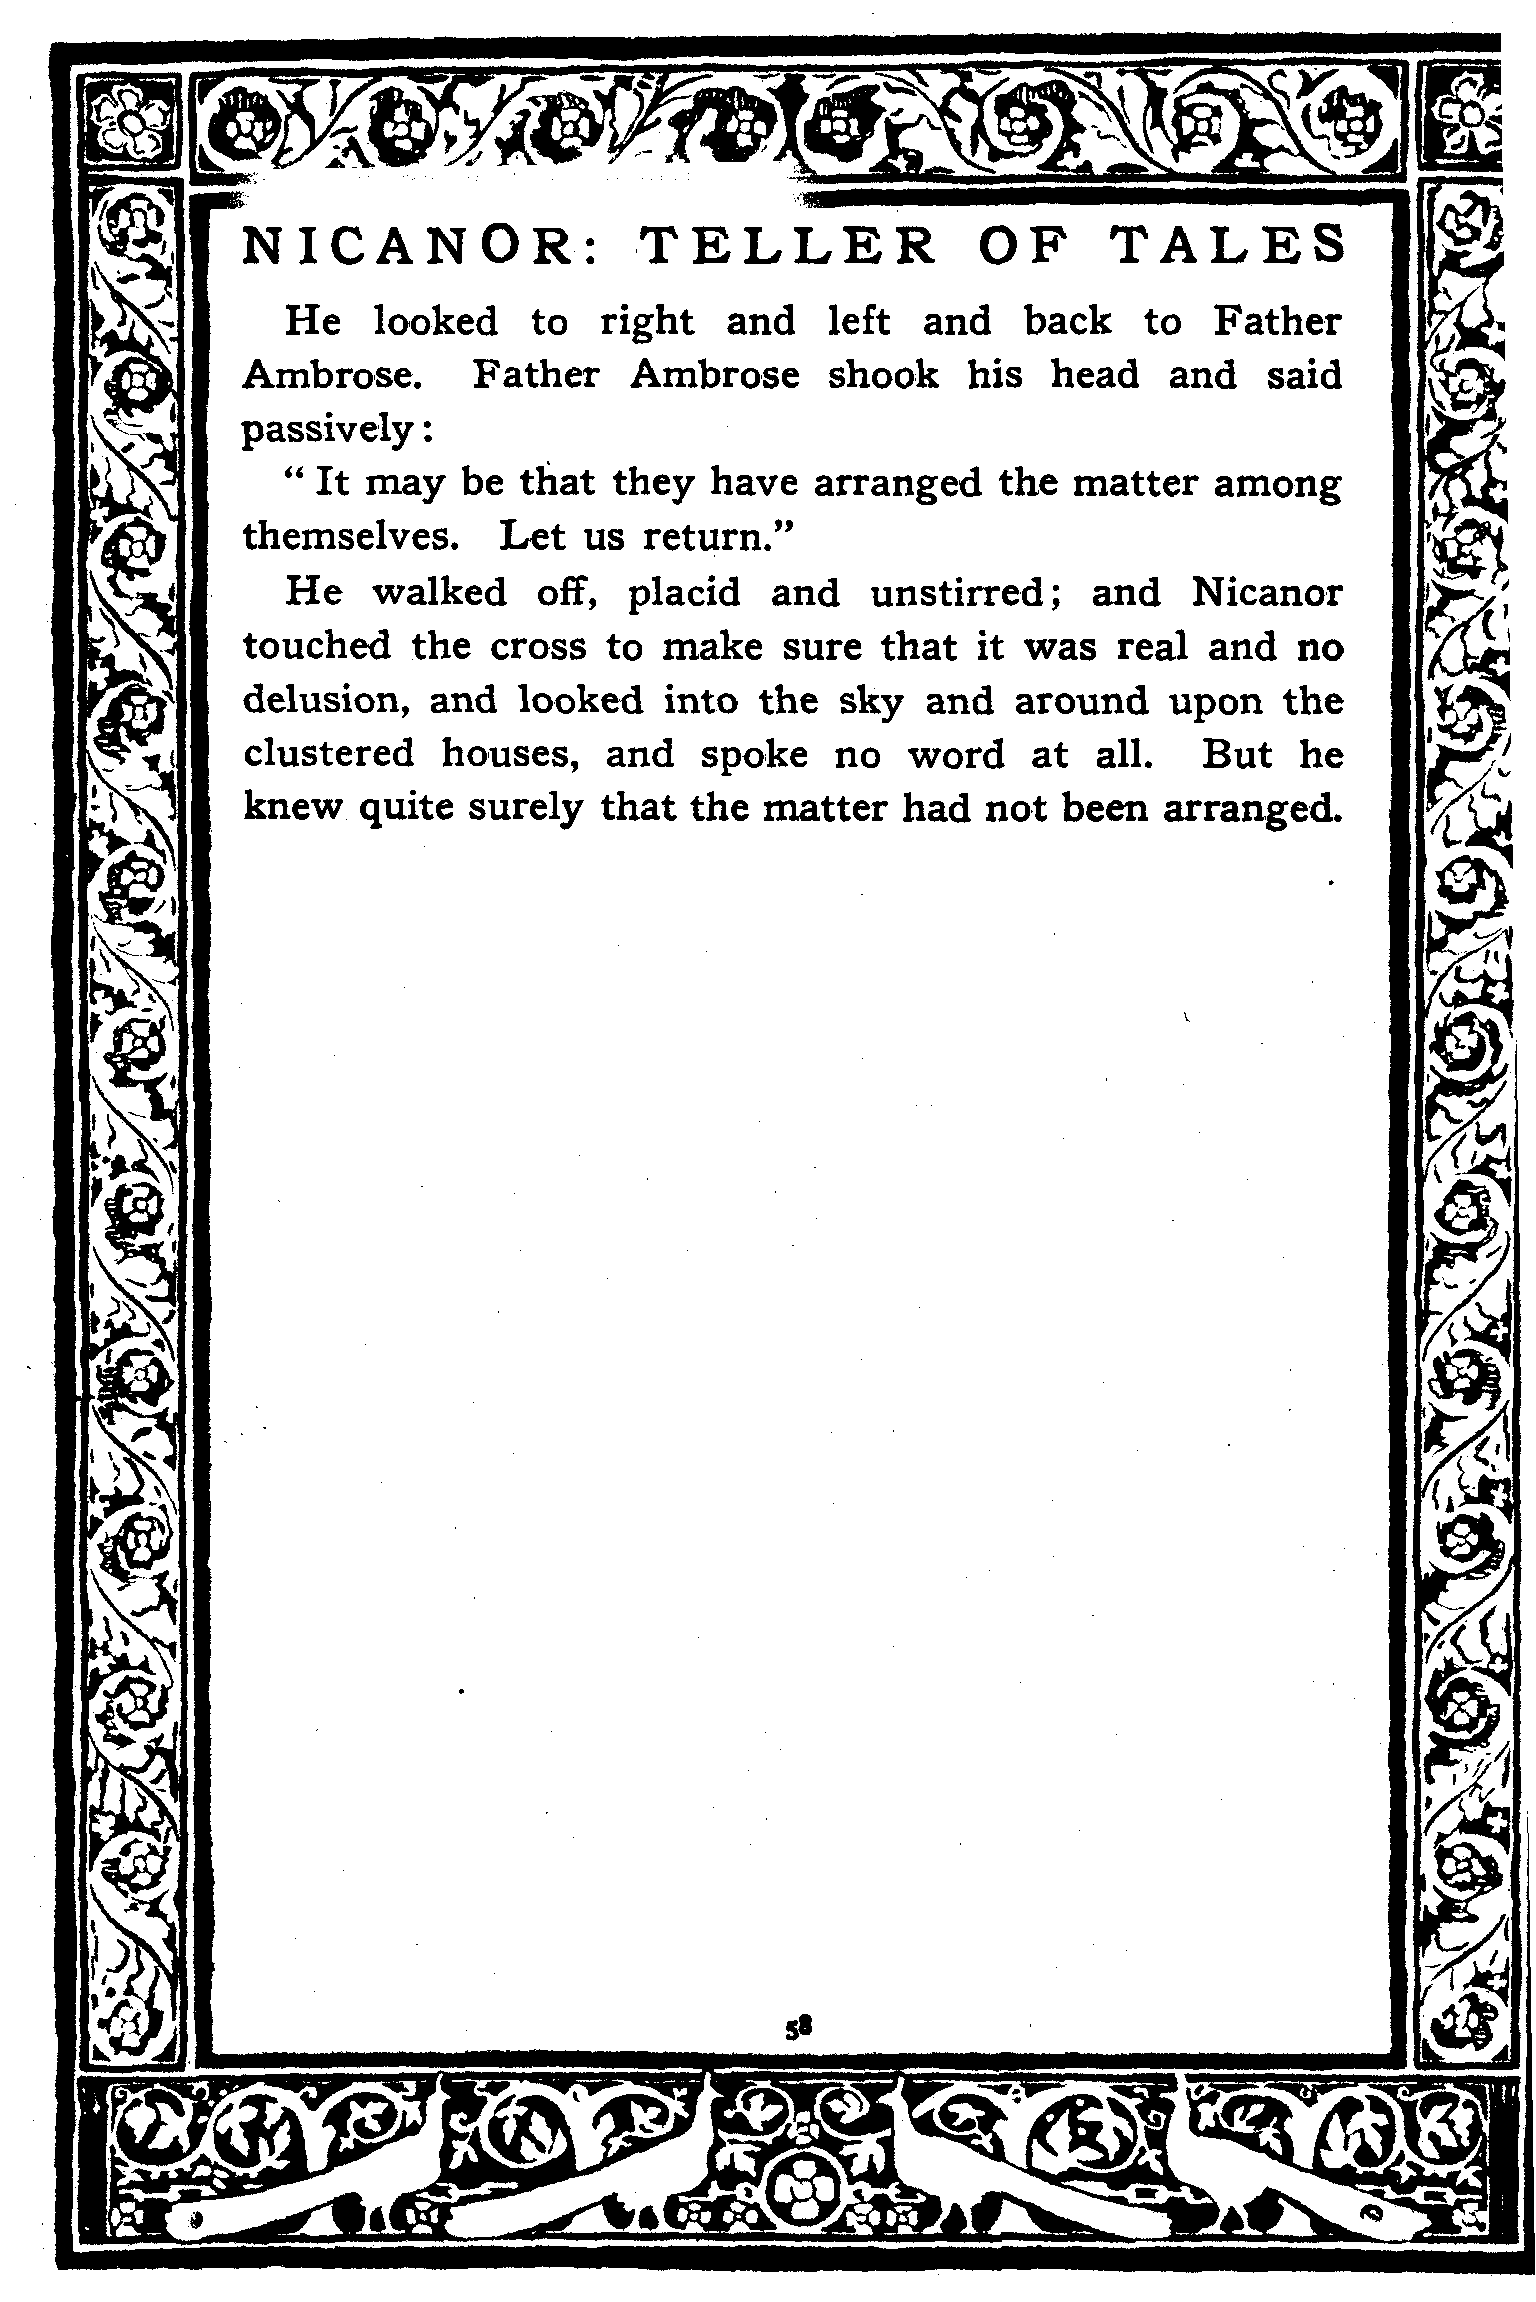 NICANOR: TELLER OF TALES
He looked to right and left and back to Father
Ambrose. Father Ambrose shook his head and said
passively:
“ It may be that they have arranged the matter among
themselves. Let us return.”
He walked off, placid and unstirred; and Nicanor
touched the cross to make sure that it was real and no
delusion, and looked into the sky and around upon the
clustered houses, and spoke no word at all. But he
knew quite surely that the matter had not been arranged.
58